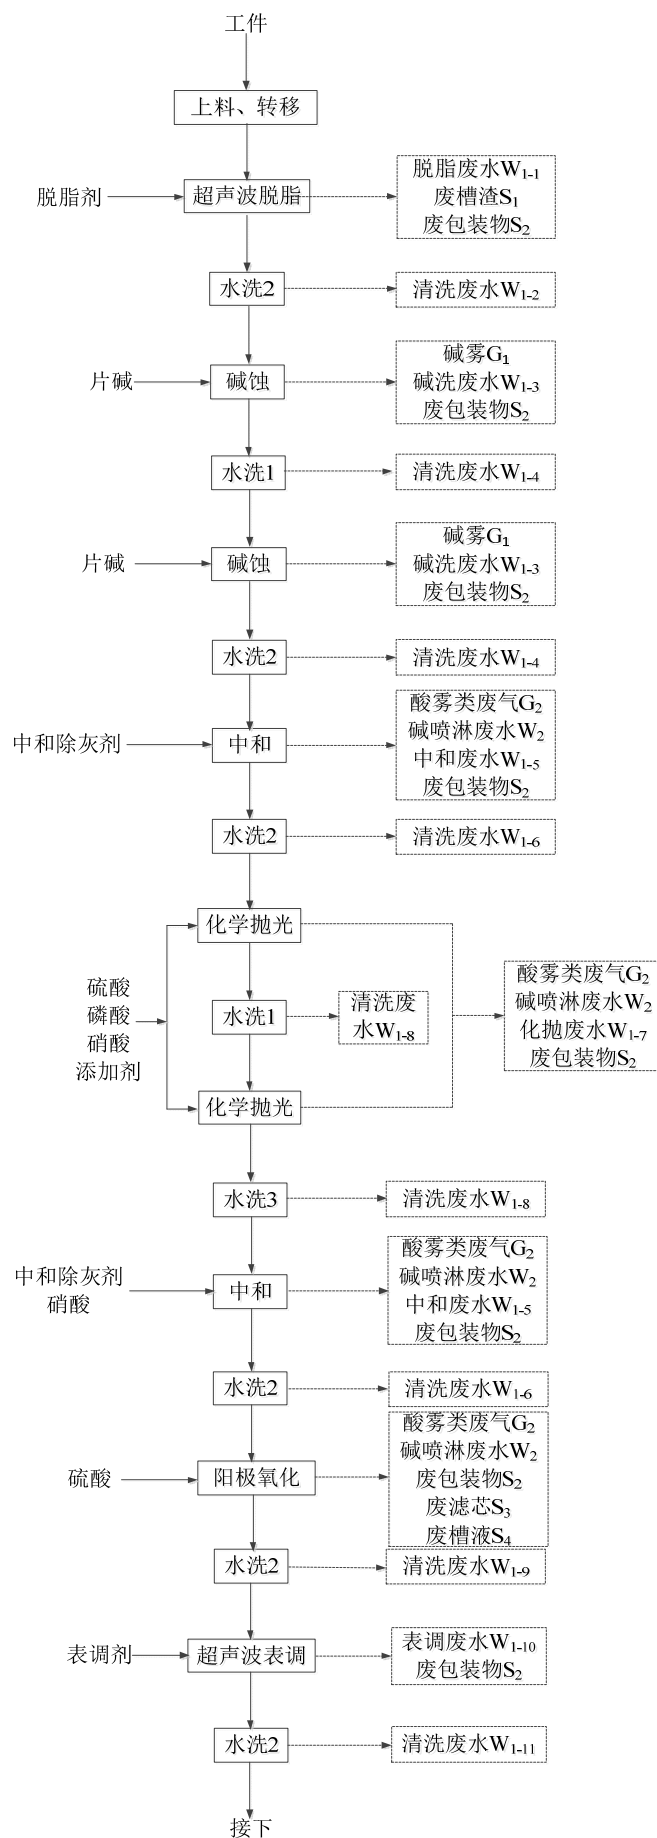 工件
上料、转移
脱脂剂
超声波脱脂
脱脂废水W1-1
废槽渣S1
废包装物S2
水洗2
清洗废水W1-2
片碱
碱蚀
碱雾G1
碱洗废水W1-3
废包装物S2
水洗1
清洗废水W1-4
片碱
碱蚀
碱雾G1
碱洗废水W1-3
废包装物S2
水洗2
清洗废水W1-4
中和除灰剂
中和
酸雾类废气G2
碱喷淋废水W2
中和废水W1-5
废包装物S2
水洗2
清洗废水W1-6
化学抛光
硫酸
磷酸
硝酸
添加剂
水洗1
清洗废
水W1-8
酸雾类废气G2
碱喷淋废水W2
化抛废水W1-7
废包装物S2
化学抛光
水洗3
清洗废水W1-8
中和除灰剂
硝酸
中和
酸雾类废气G2
碱喷淋废水W2
中和废水W1-5
废包装物S2
水洗2
清洗废水W1-6
硫酸
阳极氧化
酸雾类废气G2
碱喷淋废水W2
废包装物S2
废滤芯S3
废槽液S4
水洗2
清洗废水W1-9
表调剂
超声波表调
表调废水W1-10
废包装物S2
水洗2
清洗废水W1-11
接下